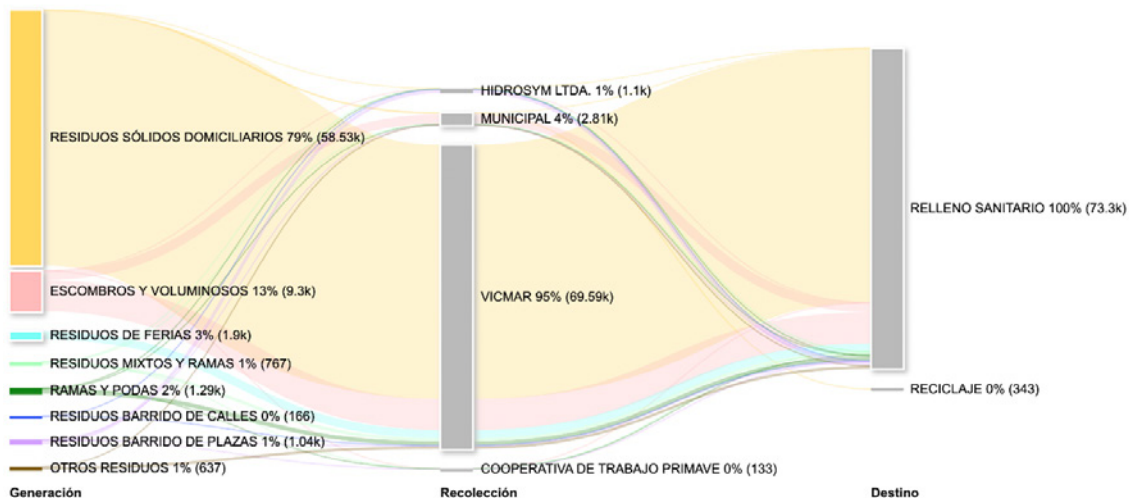 RESIDUOS SÓLIDOS DOMICILIARIOS 79% (58.53k)
ESCOMBROS Y VOLUMINOSOS 13% (9.3k)
RESIDUOS DE FERIAS 3% (1.9k)
RESIDUOS MIXTOS Y RAMAS 1% (767)
RAMAS Y PODAS 2% (1.29k)
RESIDUOS BARRIDO DE CALLES 0% (166)
RESIDUOS BARRIDO DE PLAZAS 1% (1.04k)
OTROS RESIDUOS 1% (637)
Generación
HIDROSYM LTDA. 1% (1.1k)
MUNICIPAL 4% (2.81k)
VICMAR 95% (69.59k)
COOPERATIVA DE TRABAJO PRIMAVE 0% (133)
Recolección
RELLENO SANITARIO 100% (73.3k)
RECICLAJE 0% (343)
Destino